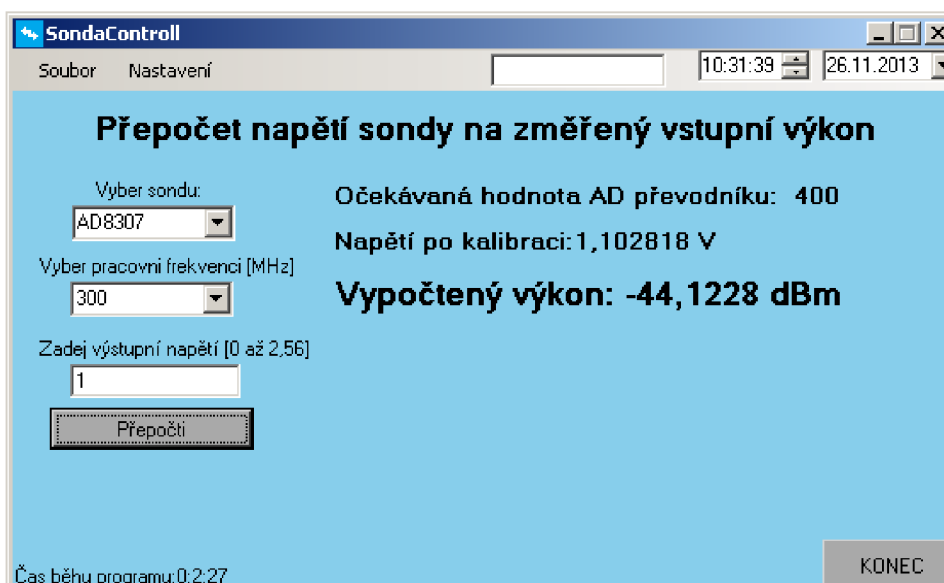 SondaControll
Soubor Nastavení 10:31:39 26.11.2013
Přepočet napětí sondy na změřený vstupní výkon
Vyber sondu:
AD8307
Očekávaná hodnota AD převodníku: 400
Napětí po kalibraci:1,102818 V
Vyber pracovni frekvenci [MHz]
300
Vypočtený výkon: -44,1228 dBm
Zadej výstupní napětí [0 až 2,56]
1
Přepočti
KONEC
Čas běhu programu:0:2:27